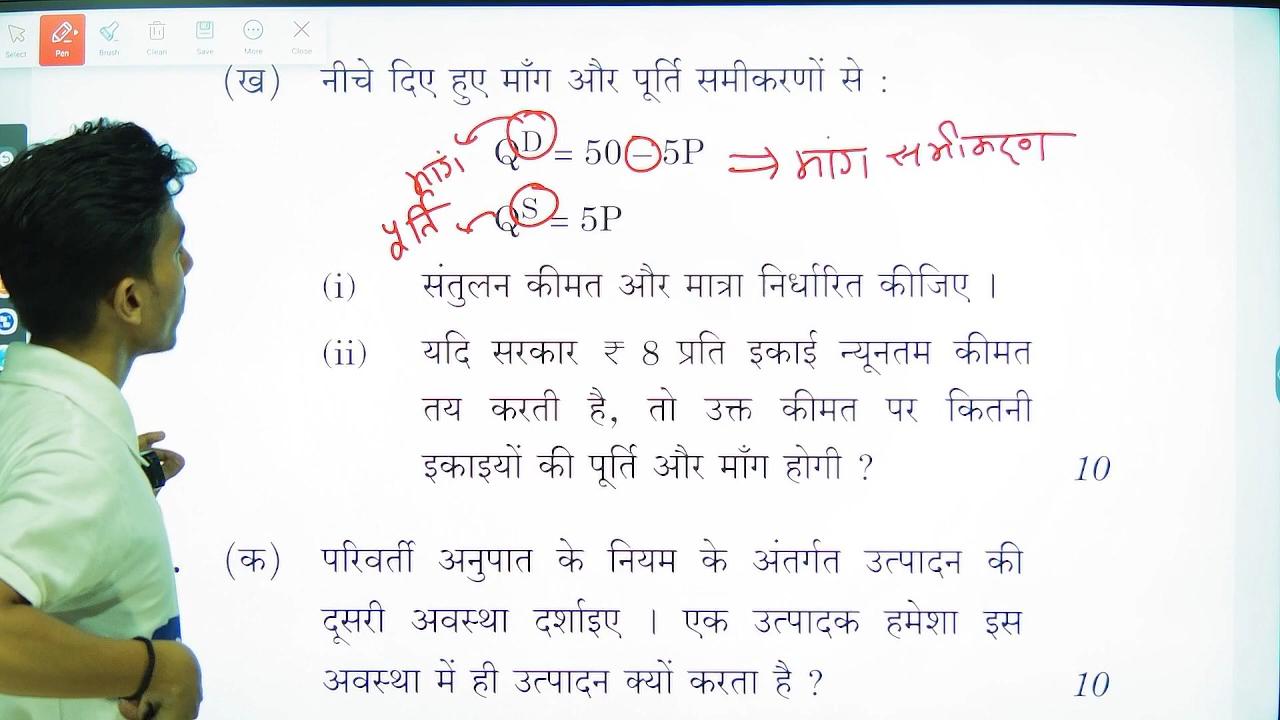 Select Pen Brush Clean Save More Close
(ख) नीचे दिए हुए माँग और पूर्ति समीकरणों से :
मांग Q^D = 50 – 5P ⇒ मांग समीकरण
पूर्ति Q^S = 5P
(i) संतुलन कीमत और मात्रा निर्धारित कीजिए ।
(ii) यदि सरकार ₹ 8 प्रति इकाई न्यूनतम कीमत
तय करती है, तो उक्त कीमत पर कितनी
इकाइयों की पूर्ति और माँग होगी ? 10
(क) परिवर्ती अनुपात के नियम के अंतर्गत उत्पादन की
दूसरी अवस्था दर्शाइए । एक उत्पादक हमेशा इस
अवस्था में ही उत्पादन क्यों करता है ? 10